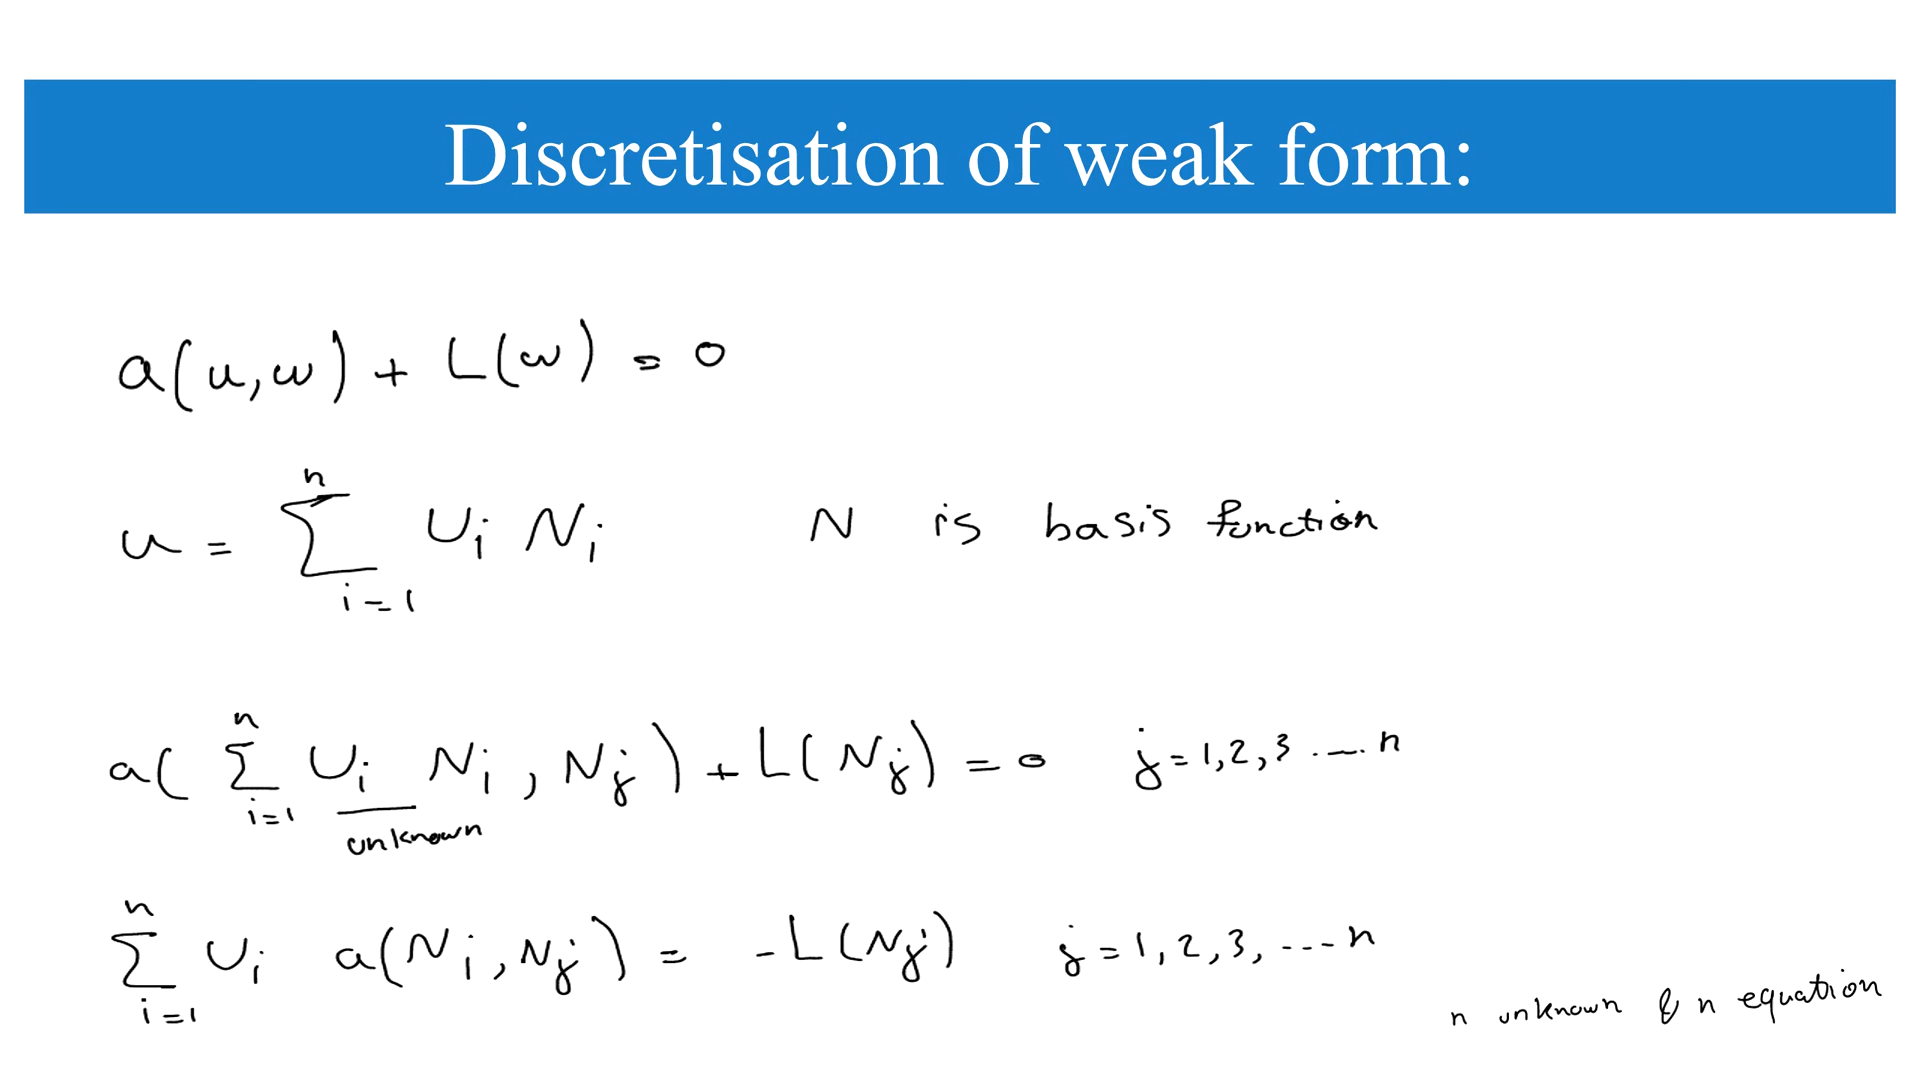 Discretisation of weak form:
a(u,w) + L(w) = 0
u = ∑_{i=1}^{n} U_i N_i N is basis function
a( ∑_{i=1}^{n} U_i N_i , N_j ) + L( N_j ) = 0 j = 1,2,3 ..... n
unknown
∑_{i=1}^{n} U_i a(N_i , N_j ) = -L (N_j) j = 1, 2, 3, ---- n
n unknown & n equation